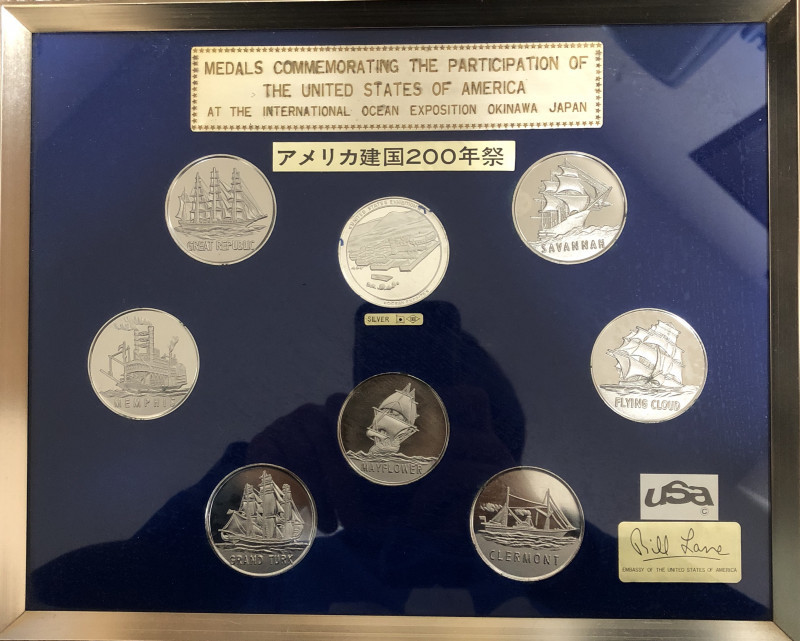 MEDALS COMMEMORATING THE PARTICIPATION OF
THE UNITED STATES OF AMERICA
AT THE INTERNATIONAL OCEAN EXPOSITION OKINAWA JAPAN
アメリカ建国200年祭
GREAT REPUBLIC
SAVANNAH
SILVER
MEMPHIS
FLYING CLOUD
MAYFLOWER
GRAND TURK
CLERMONT
usa
©
Bill Lane
EMBASSY OF THE UNITED STATES OF AMERICA